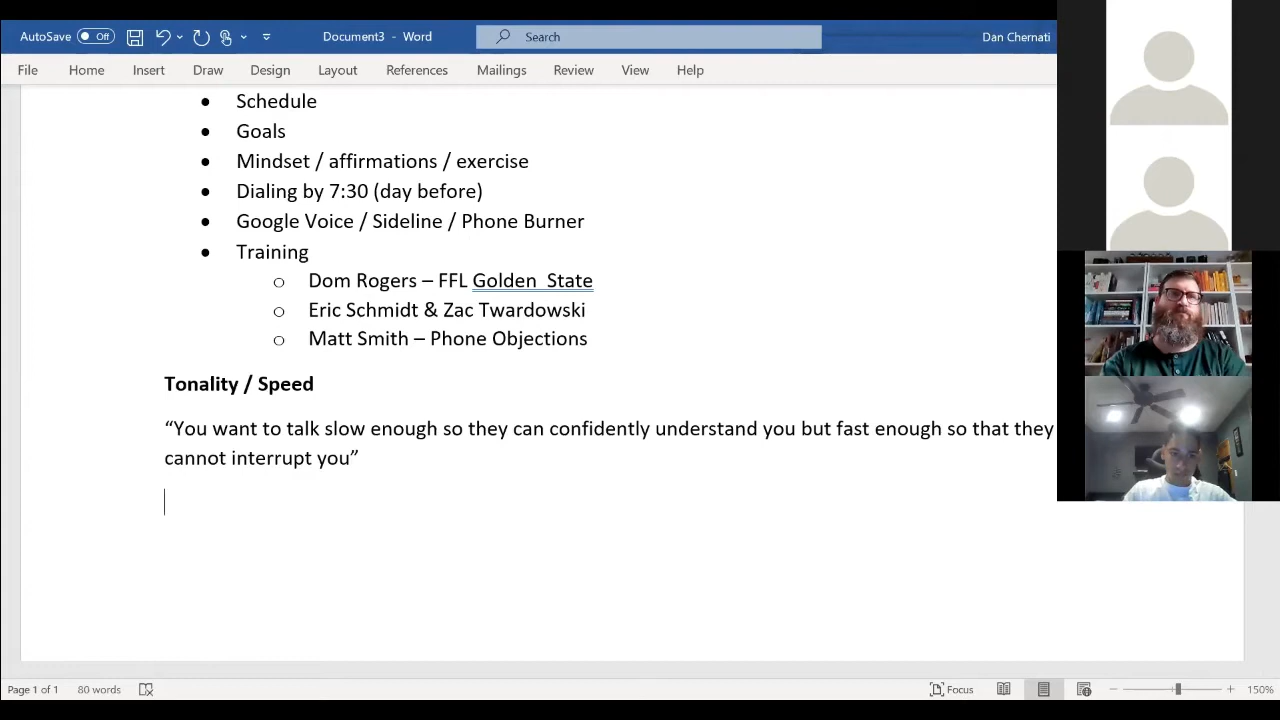 AutoSave Off Document3 - Word Search Dan Chernati
File Home Insert Draw Design Layout References Mailings Review View Help
• Schedule
• Goals
• Mindset / affirmations / exercise
• Dialing by 7:30 (day before)
• Google Voice / Sideline / Phone Burner
• Training
o Dom Rogers – FFL Golden  State
o Eric Schmidt & Zac Twardowski
o Matt Smith – Phone Objections
Tonality / Speed
“You want to talk slow enough so they can confidently understand you but fast enough so that they
cannot interrupt you”
Page 1 of 1 80 words Focus 150%